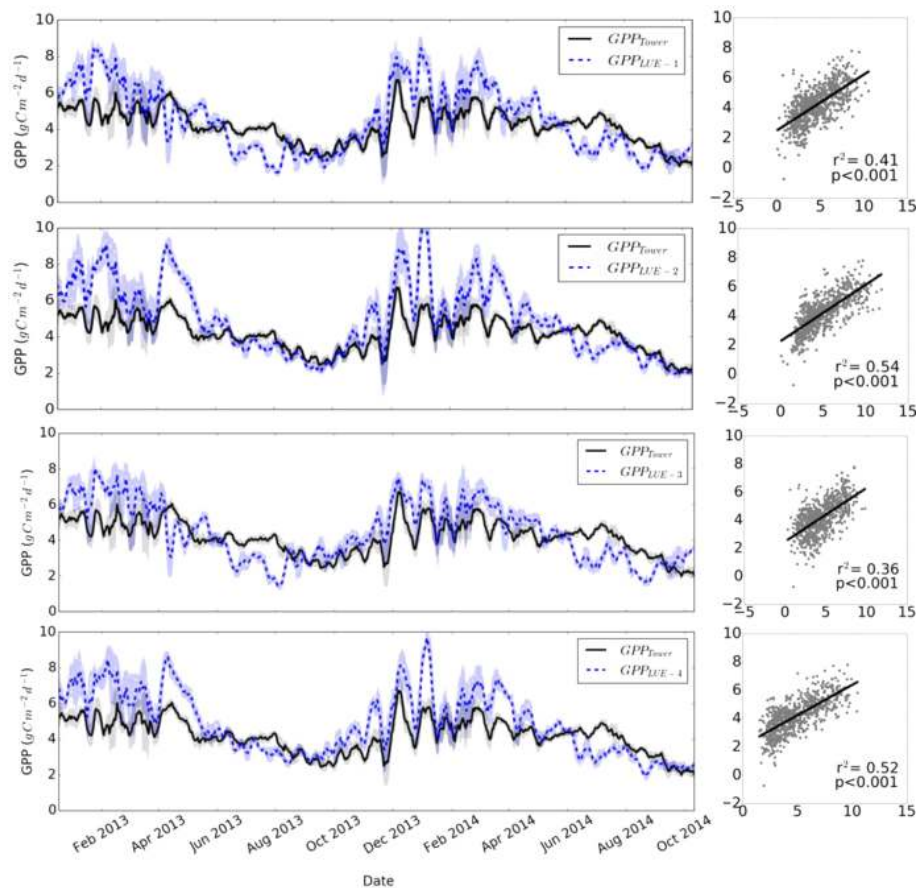 10
8
6
4
2
0
GPP (gCm⁻²d⁻¹)
GPP_Tower
GPP_LUE-1
10
8
6
4
2
0
−2
−5 0 5 10 15
r² = 0.41
p<0.001
10
8
6
4
2
0
GPP (gCm⁻²d⁻¹)
GPP_Tower
GPP_LUE-2
10
8
6
4
2
0
−2
−5 0 5 10 15
r² = 0.54
p<0.001
10
8
6
4
2
0
GPP (gCm⁻²d⁻¹)
GPP_Tower
GPP_LUE-3
10
8
6
4
2
0
−2
−5 0 5 10 15
r² = 0.36
p<0.001
10
8
6
4
2
0
GPP (gCm⁻²d⁻¹)
GPP_Tower
GPP_LUE-4
10
8
6
4
2
0
−2
−5 0 5 10 15
r² = 0.52
p<0.001
Feb 2013 Apr 2013 Jun 2013 Aug 2013 Oct 2013 Dec 2013 Feb 2014 Apr 2014 Jun 2014 Aug 2014 Oct 2014
Date